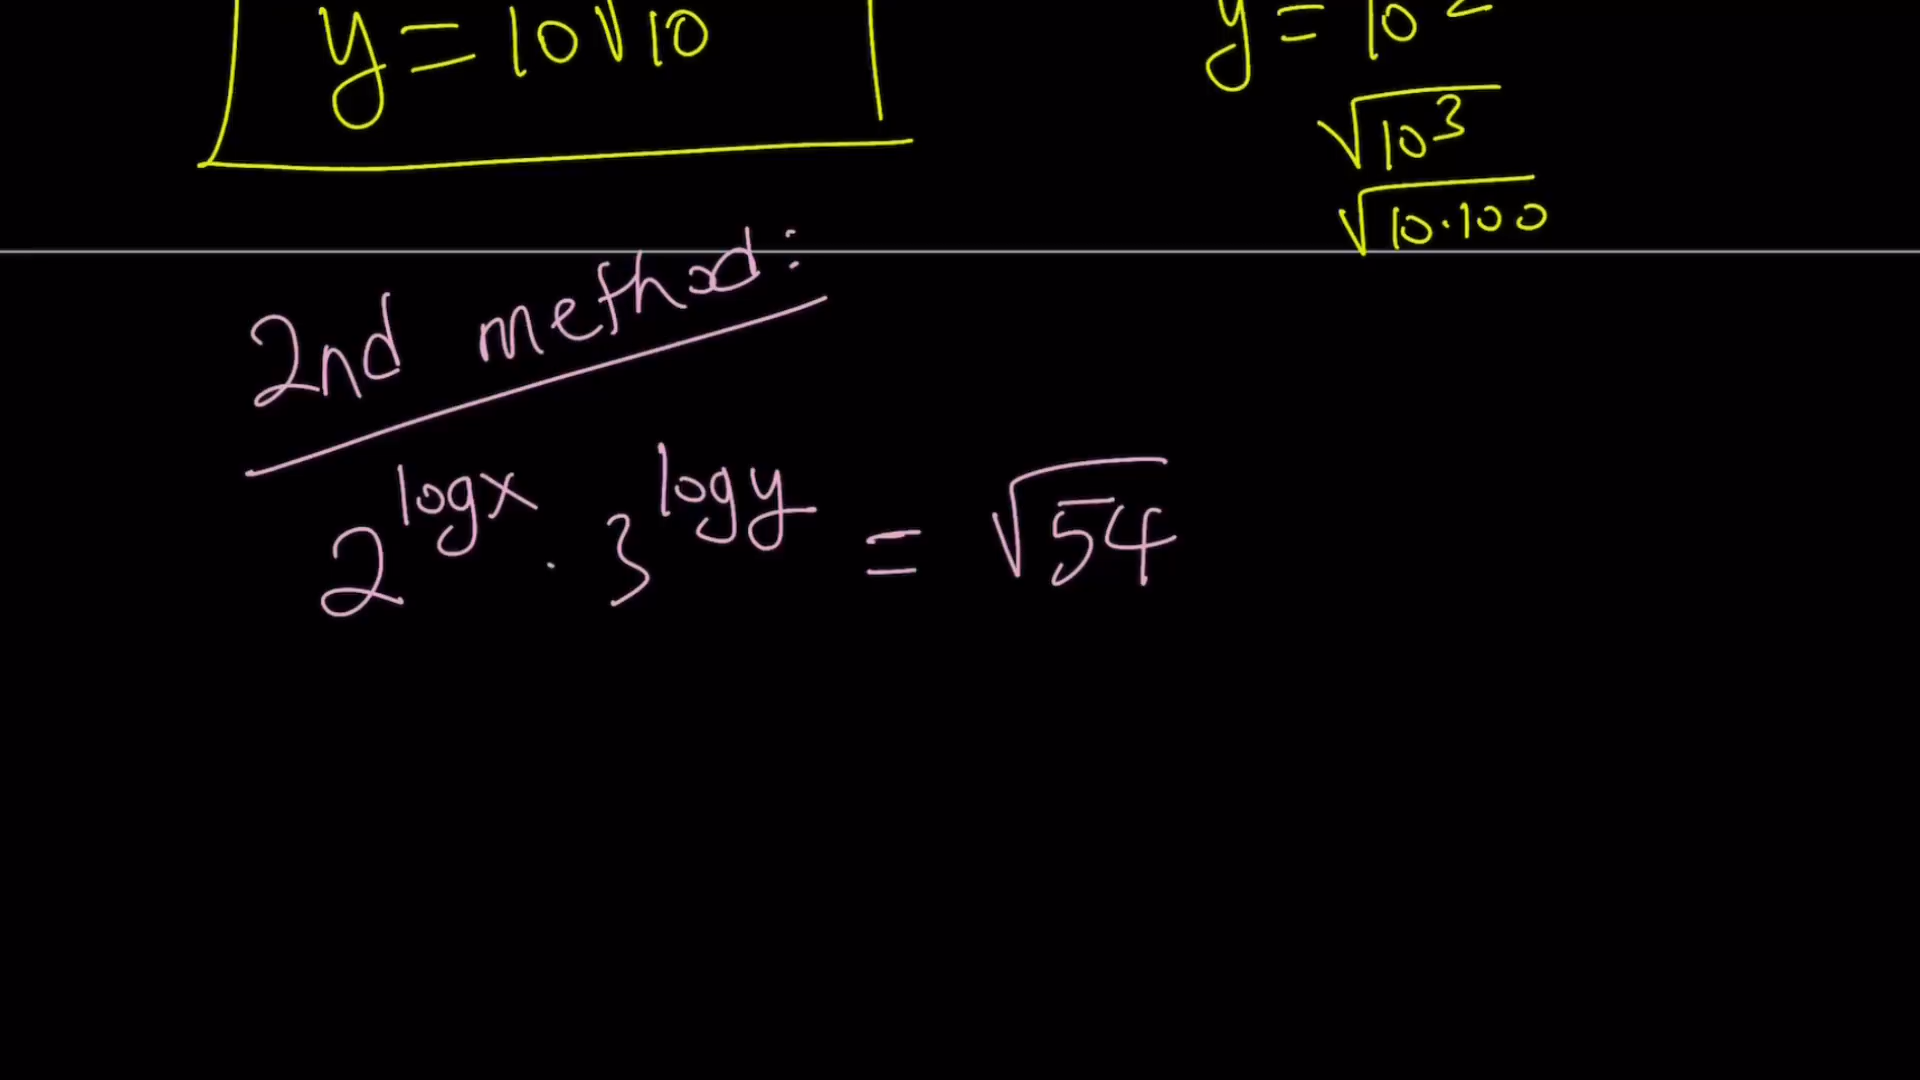 y = 10√10
y = 10
√10³
√10·100
2nd method:
2^logx · 3^logy = √54